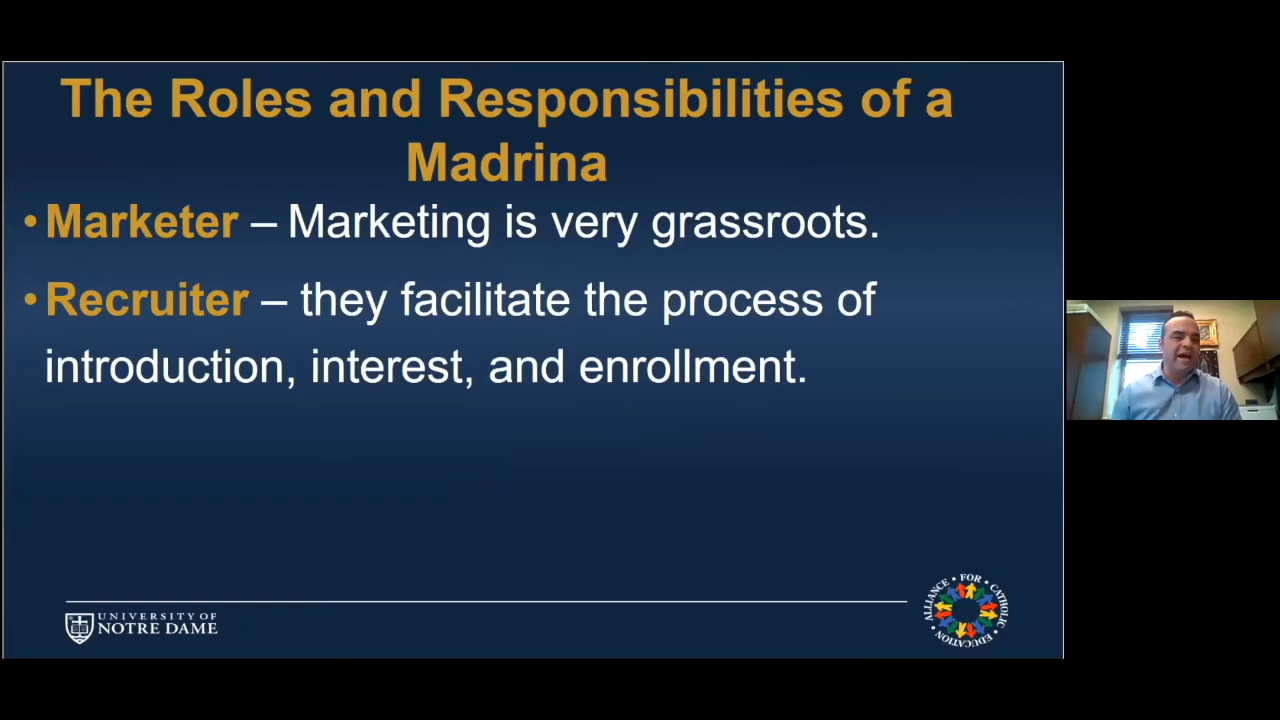 The Roles and Responsibilities of a
Madrina
• Marketer – Marketing is very grassroots.
• Recruiter – they facilitate the process of
introduction, interest, and enrollment.
UNIVERSITY OF
NOTRE DAME
ALLIANCE • FOR • CATHOLIC • EDUCATION •